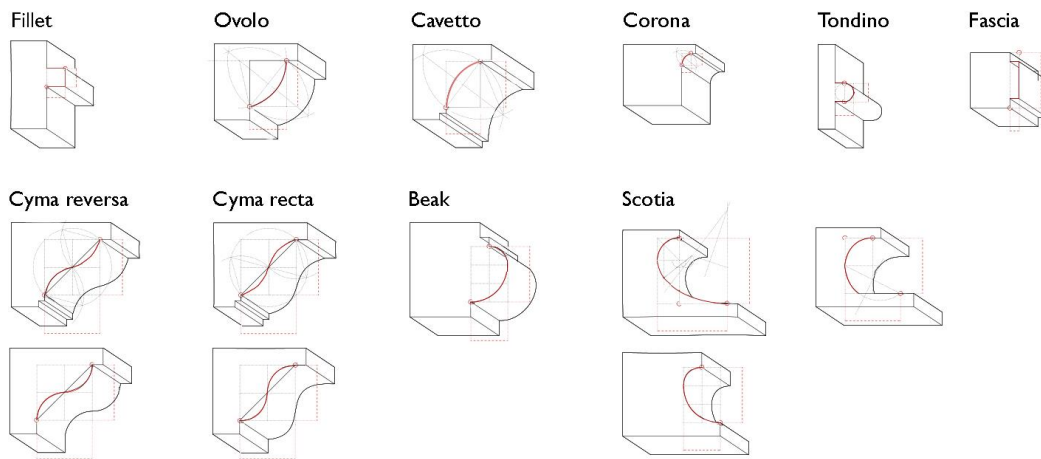 Fillet
Ovolo
Cavetto
Corona
Tondino
Fascia
Cyma reversa
Cyma recta
Beak
Scotia